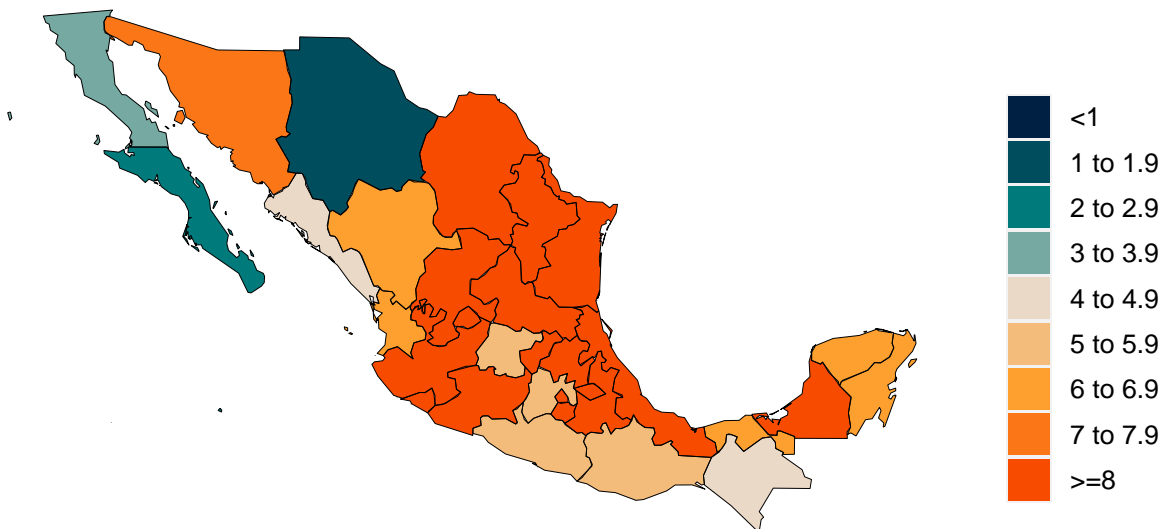 <1
1 to 1.9
2 to 2.9
3 to 3.9
4 to 4.9
5 to 5.9
6 to 6.9
7 to 7.9
>=8